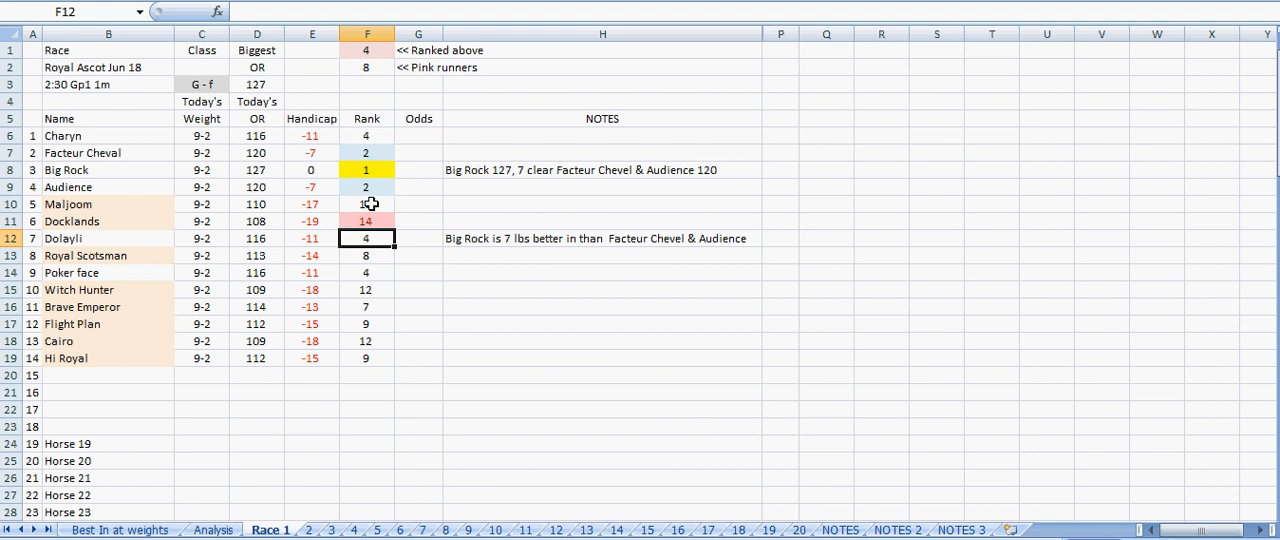 F12 fx
A B C D E F G H P Q R S T U V W X Y
1 Race Class Biggest 4 << Ranked above
2 Royal Ascot Jun 18 OR 8 << Pink runners
3 2:30 Gp1 1m G - f 127
4 Today's Today's
5 Name Weight OR Handicap Rank Odds NOTES
6 1 Charyn 9-2 116 -11 4
7 2 Facteur Cheval 9-2 120 -7 2
8 3 Big Rock 9-2 127 0 1 Big Rock 127, 7 clear Facteur Chevel & Audience 120
9 4 Audience 9-2 120 -7 2
10 5 Maljoom 9-2 110 -17
11 6 Docklands 9-2 108 -19 14
12 7 Dolayli 9-2 116 -11 4 Big Rock is 7 lbs better in than Facteur Chevel & Audience
13 8 Royal Scotsman 9-2 113 -14 8
14 9 Poker face 9-2 116 -11 4
15 10 Witch Hunter 9-2 109 -18 12
16 11 Brave Emperor 9-2 114 -13 7
17 12 Flight Plan 9-2 112 -15 9
18 13 Cairo 9-2 109 -18 12
19 14 Hi Royal 9-2 112 -15 9
20 15
21 16
22 17
23 18
24 19 Horse 19
25 20 Horse 20
26 21 Horse 21
27 22 Horse 22
28 23 Horse 23
Best In at weights Analysis Race 1 2 3 4 5 6 7 8 9 10 11 12 13 14 15 16 17 18 19 20 NOTES NOTES 2 NOTES 3